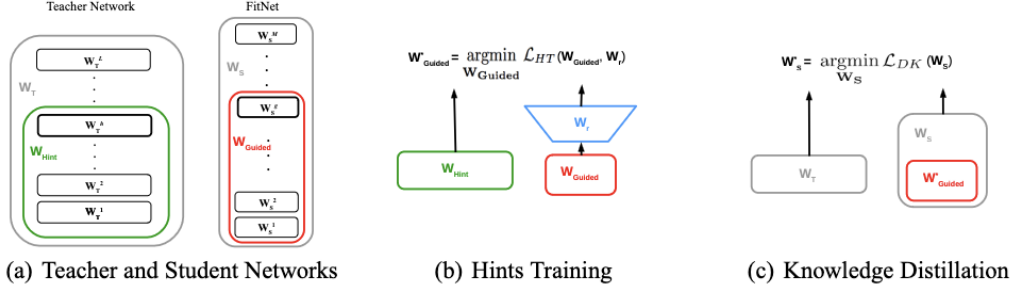 Teacher Network
W_T^L
W_T
W_T^h
W_Hint
W_T^2
W_T^1
FitNet
W_S^M
W_S
W_S^g
W_Guided
W_S^2
W_S^1
(a) Teacher and Student Networks
W*_Guided = argmin L_HT (W_Guided, W_r)
W_Guided
W_r
W_Hint
W_Guided
(b) Hints Training
W*_S = argmin L_DK (W_S)
W_S
W_S
W_T
W*_Guided
(c) Knowledge Distillation